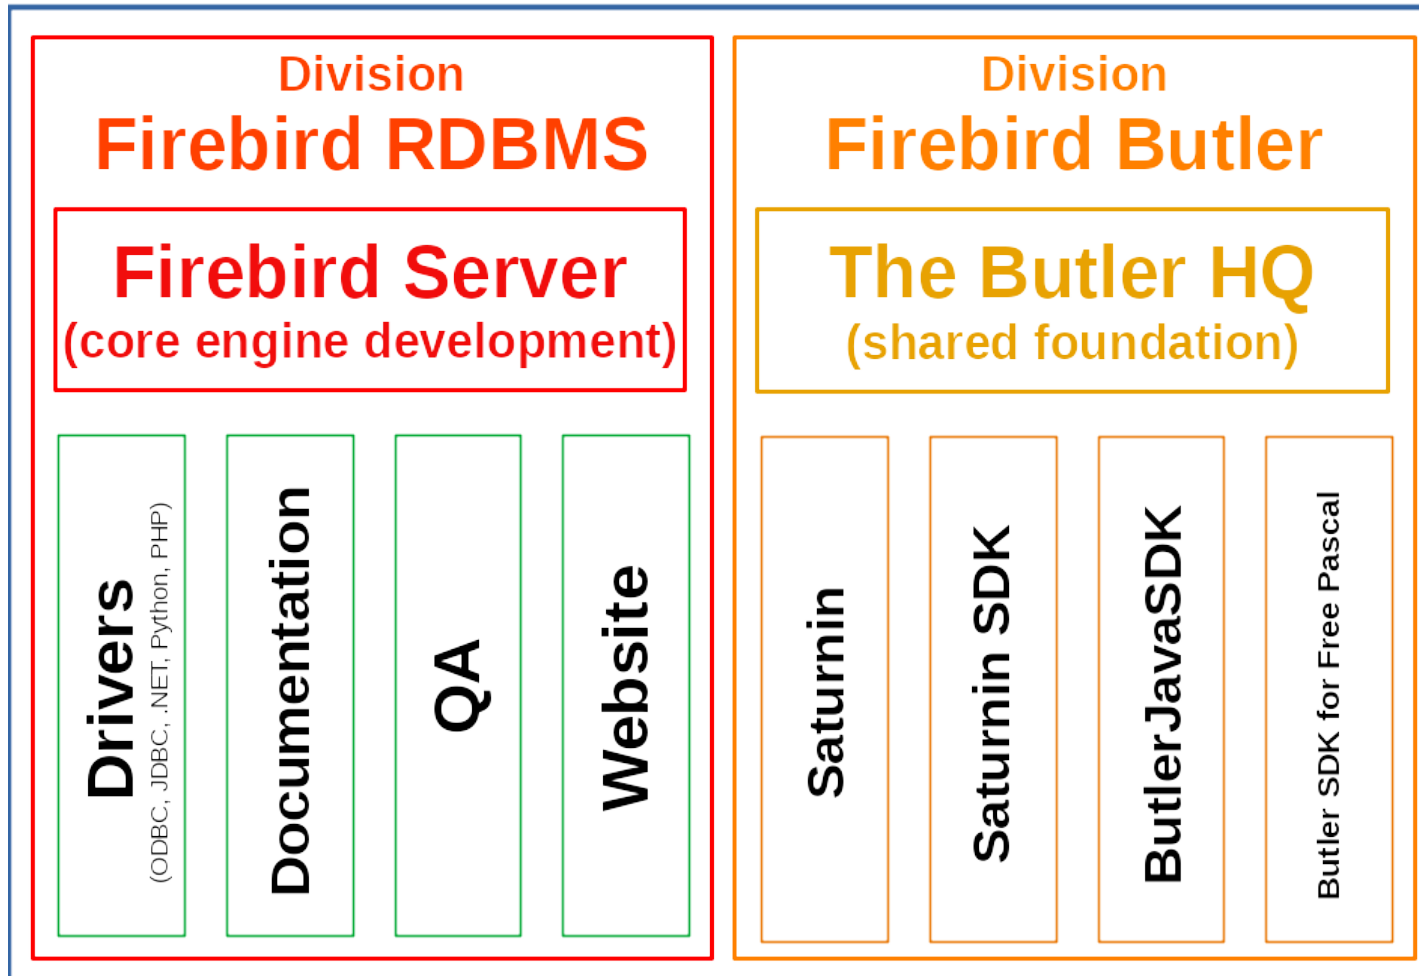 Division
Firebird RDBMS
Firebird Server
(core engine development)
Drivers
(ODBC, JDBC, .NET, Python, PHP)
Documentation
QA
Website
Division
Firebird Butler
The Butler HQ
(shared foundation)
Saturnin
Saturnin SDK
ButlerJavaSDK
Butler SDK for Free Pascal